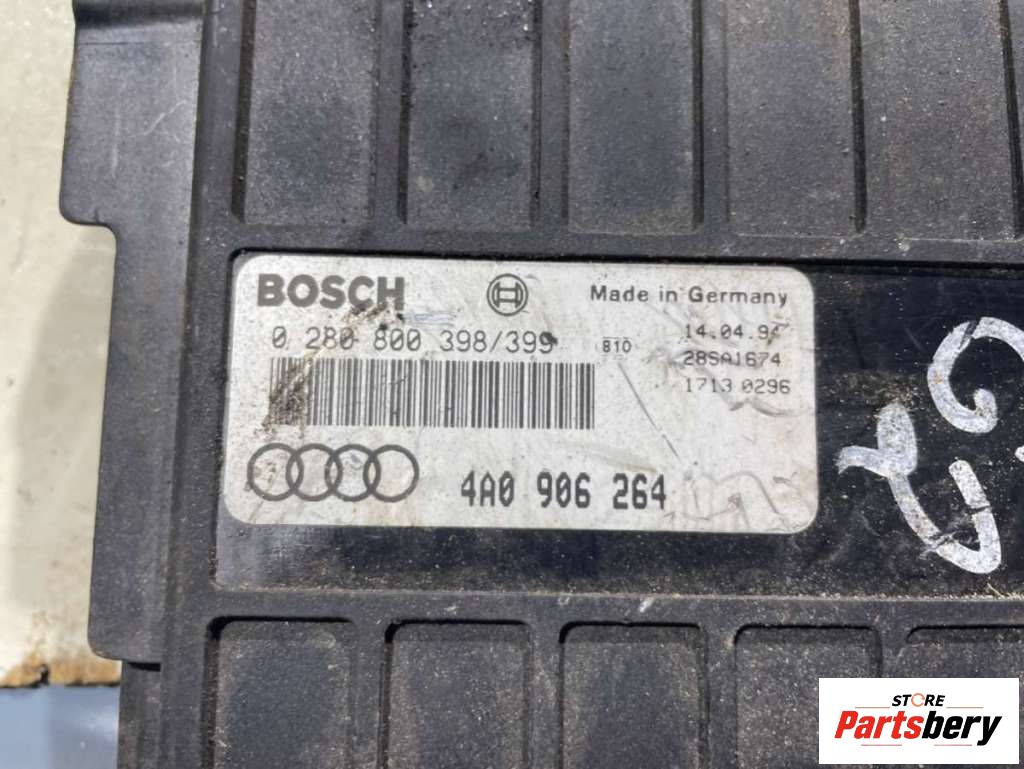 BOSCH
Made in Germany
0 280 800 398/399
810
14.04.94
28SA1674
1713 0296
4A0 906 264
STORE
Partsbery